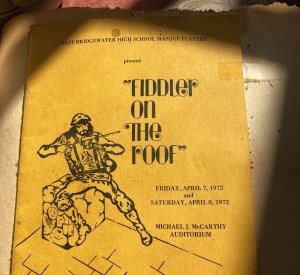 EAST BRIDGEWATER HIGH SCHOOL MASQUE PLAYERS
present
"FIDDLER
ON
THE
ROOF"
FRIDAY, APRIL 7, 1972
and
SATURDAY, APRIL 8, 1972
MICHAEL J. McCARTHY
AUDITORIUM